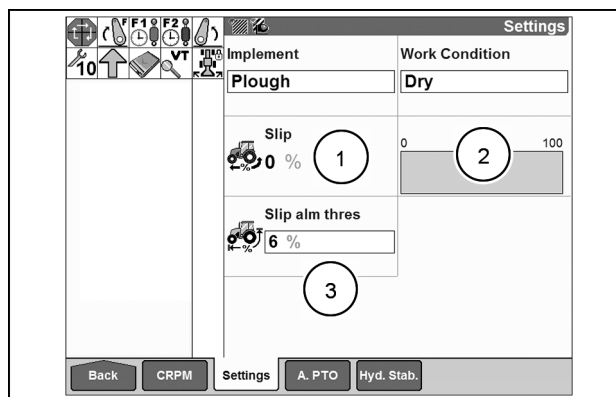 F F1 F2
Settings
10 VT
Implement Work Condition
Plough Dry
Slip
0 % 1
0 100
2
Slip alm thres
6 %
%
%
3
Back CRPM Settings A. PTO Hyd. Stab.